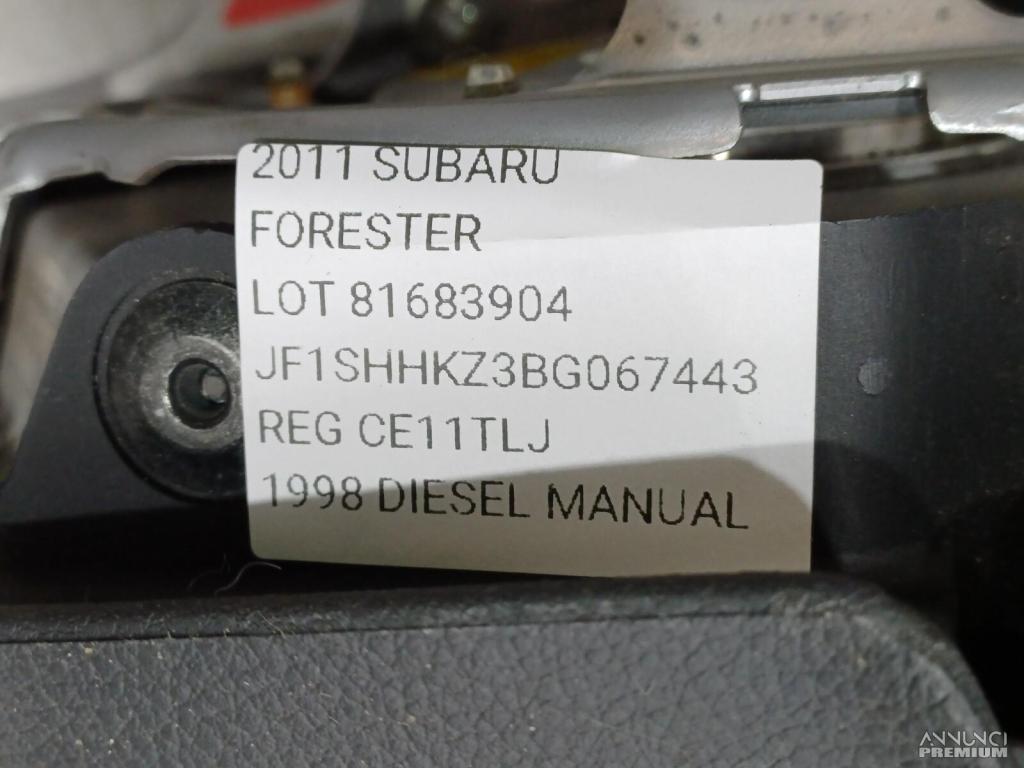 2011 SUBARU
FORESTER
LOT 81683904
JF1SHHKZ3BG067443
REG CE11TLJ
1998 DIESEL MANUAL
ANNUNCI
PREMIUM